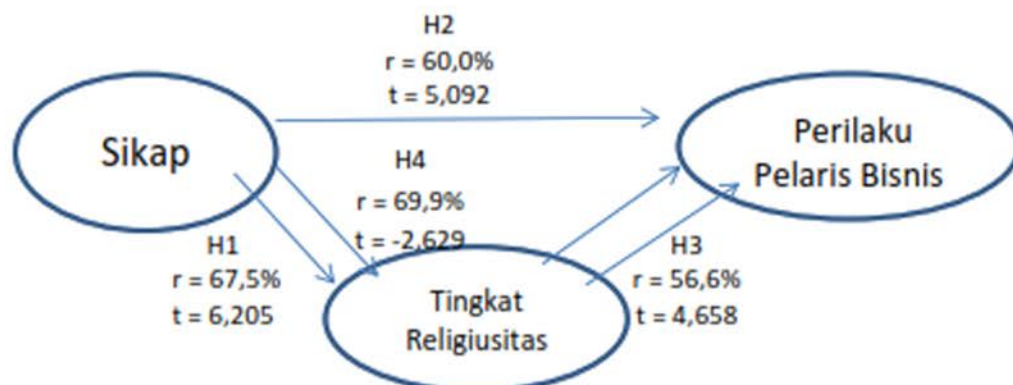 H2
r = 60,0%
t = 5,092
Sikap
Perilaku
Pelaris Bisnis
H4
r = 69,9%
t = -2,629
H1
r = 67,5%
t = 6,205
Tingkat
Religiusitas
H3
r = 56,6%
t = 4,658